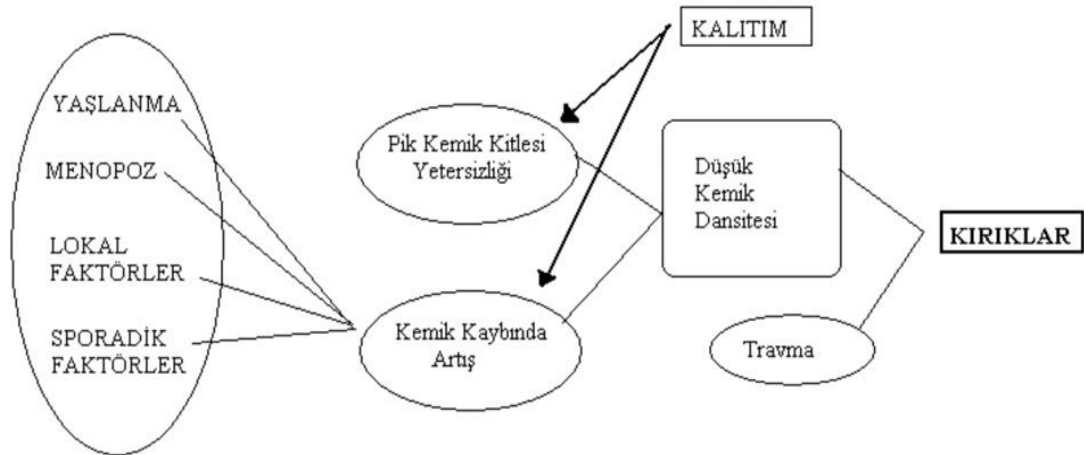 KALITIM
YAŞLANMA
MENOPOZ
LOKAL
FAKTÖRLER
SPORADİK
FAKTÖRLER
Pik Kemik Kitlesi
Yetersizliği
Kemik Kaybında
Artış
Düşük
Kemik
Dansitesi
Travma
KIRIKLAR